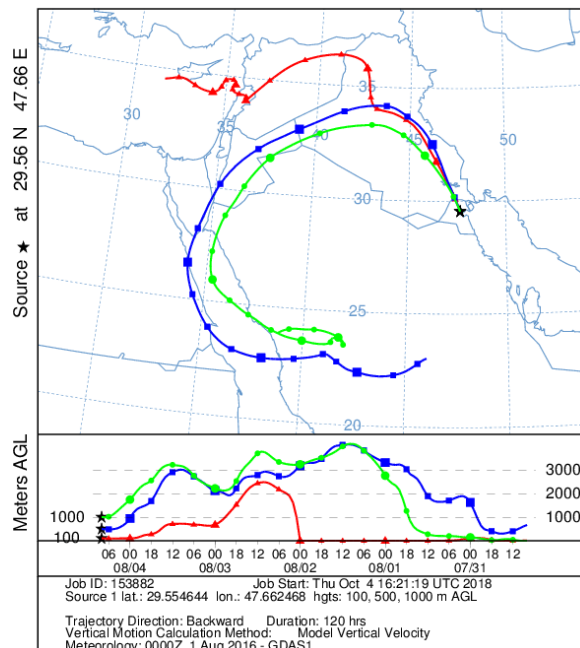 Source ★ at 29.56 N 47.66 E
35
30
35
40
45
50
30
25
20
Meters AGL
3000
2000
1000
1000
100
06 00 18 12 06 00 18 12 06 00 18 12 06 00 18 12 06 00 18 12
08/04 08/03 08/02 08/01 07/31
Job ID: 153882 Job Start: Thu Oct 4 16:21:19 UTC 2018
Source 1 lat.: 29.554644 lon.: 47.662468 hgts: 100, 500, 1000 m AGL
Trajectory Direction: Backward Duration: 120 hrs
Vertical Motion Calculation Method: Model Vertical Velocity
Meteorology: 0000Z 1 Aug 2016 - GDAS1